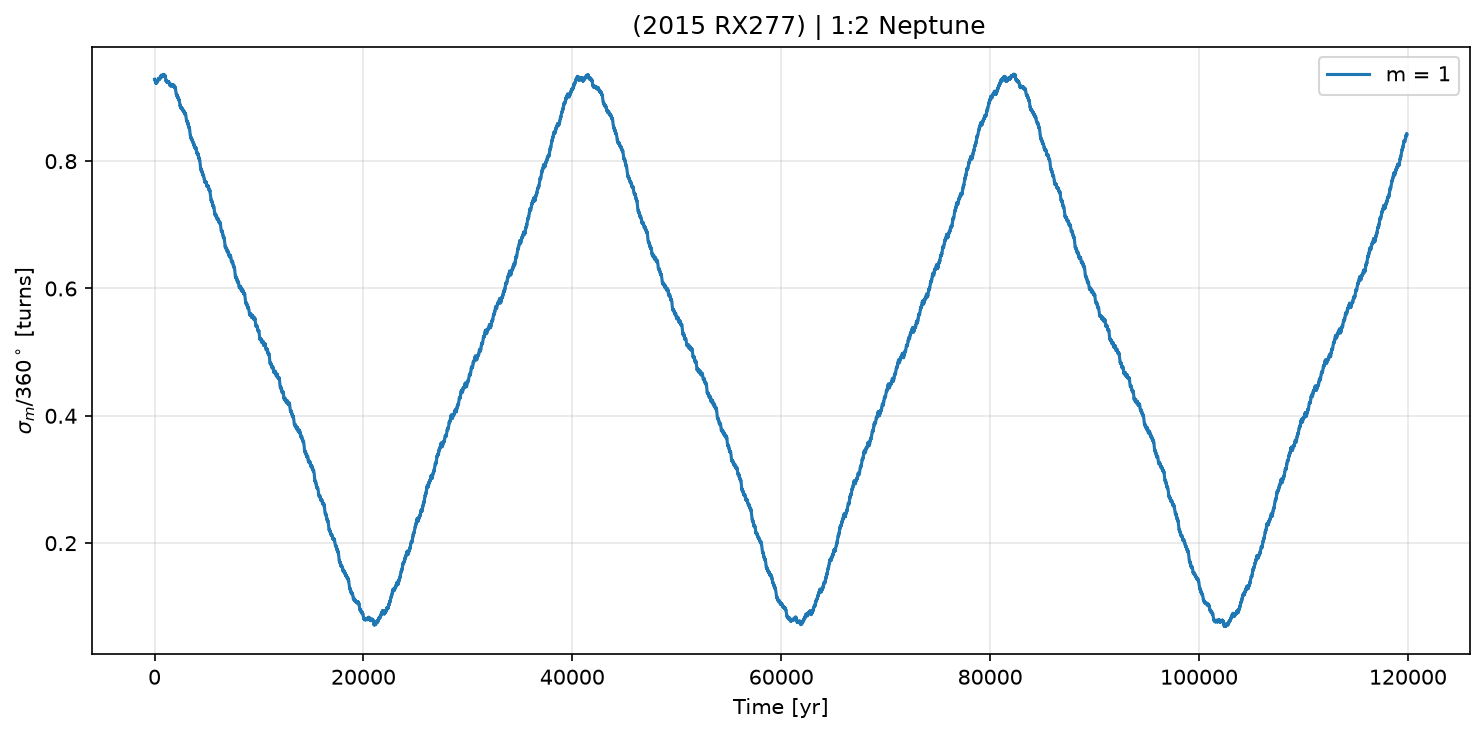 (2015 RX277) | 1:2 Neptune
m = 1
0.8
0.6
0.4
0.2
σₘ/360° [turns]
0 20000 40000 60000 80000 100000 120000
Time [yr]